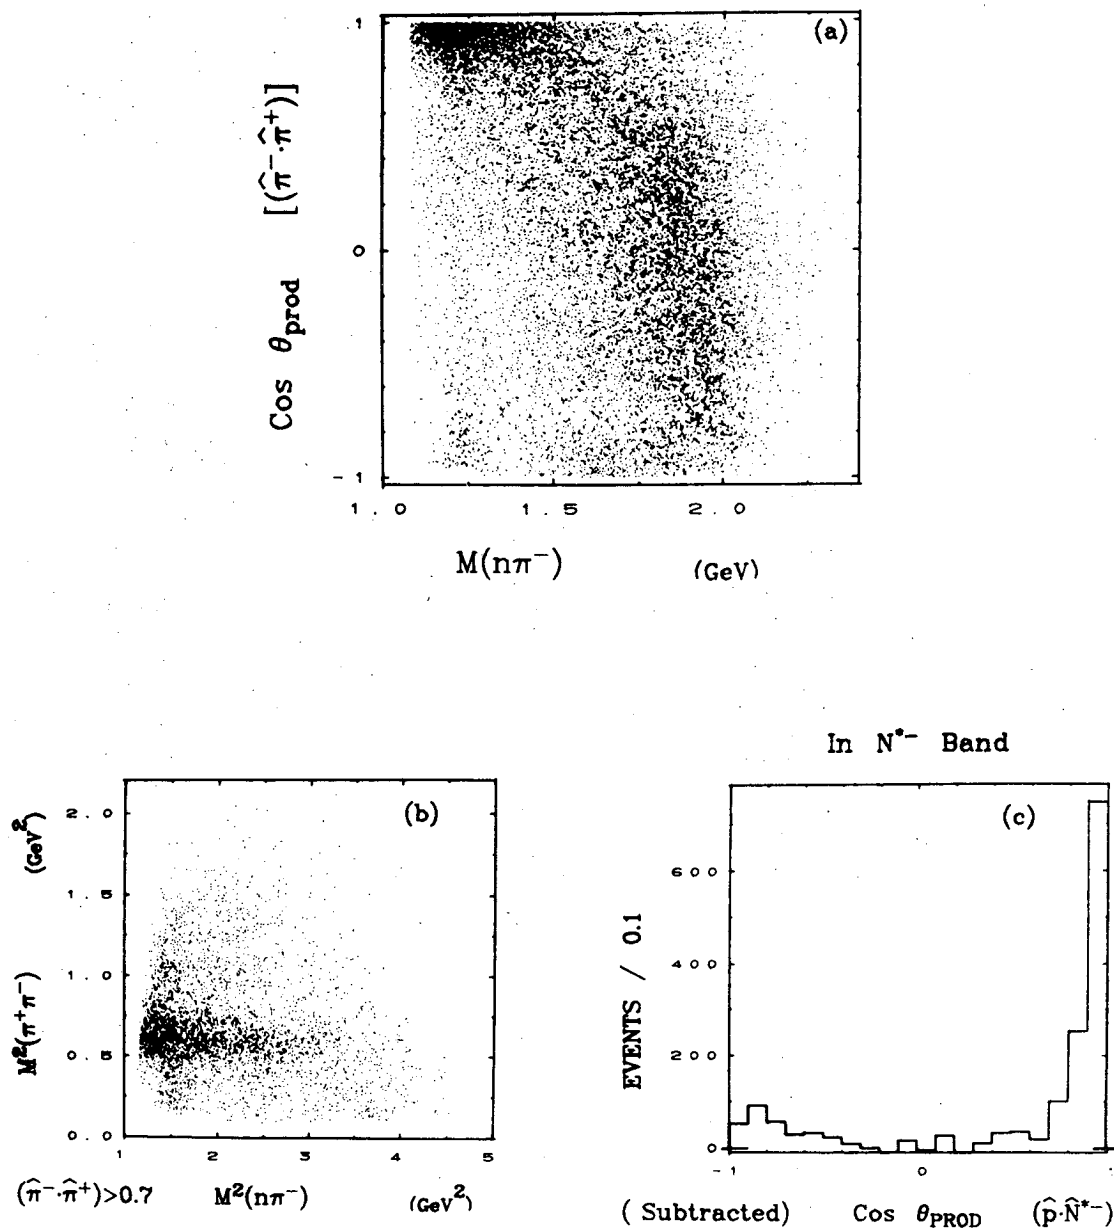 1
(a)
Cos θprod [(π̂⁻·π̂⁺)]
0
-1
1.0 1.5 2.0
M(nπ⁻) (GeV)
In N*⁻ Band
(b)
M²(π⁺π⁻) (GeV²)
2.0
1.5
1.0
0.5
0.0
1 2 3 4 5
(π̂⁻·π̂⁺)>0.7 M²(nπ⁻) (GeV²)
(c)
EVENTS / 0.1
600
400
200
0
-1 0 1
(Subtracted) Cos θPROD (p̂·N̂*⁻)